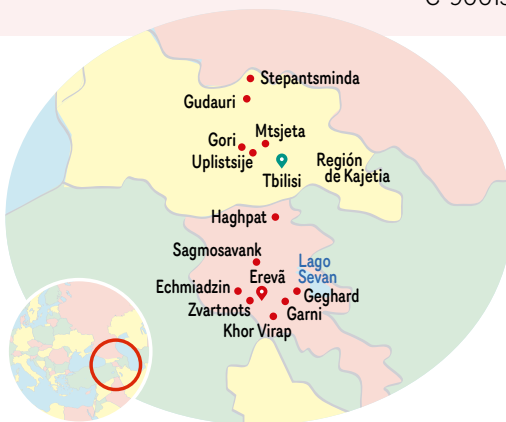 Stepantsminda
Gudauri
Mtsjeta
Gori
Uplistsije
Tbilisi
Región
de Kajetia
Haghpat
Sagmosavank
Lago
Sevan
Erevã
Echmiadzin
Geghard
Zvartnots
Garni
Khor Virap